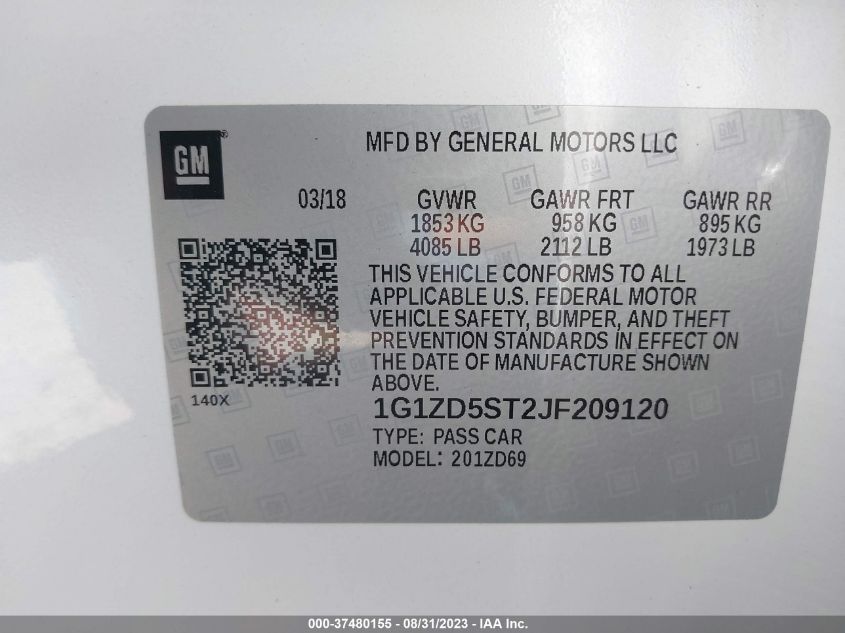 GM®
MFD BY GENERAL MOTORS LLC
03/18 GVWR GAWR FRT GAWR RR
1853 KG 958 KG 895 KG
4085 LB 2112 LB 1973 LB
THIS VEHICLE CONFORMS TO ALL
APPLICABLE U.S. FEDERAL MOTOR
VEHICLE SAFETY, BUMPER, AND THEFT
PREVENTION STANDARDS IN EFFECT ON
THE DATE OF MANUFACTURE SHOWN
ABOVE.
140X
1G1ZD5ST2JF209120
TYPE: PASS CAR
MODEL: 201ZD69
000-37480155 - 08/31/2023 - IAA Inc.